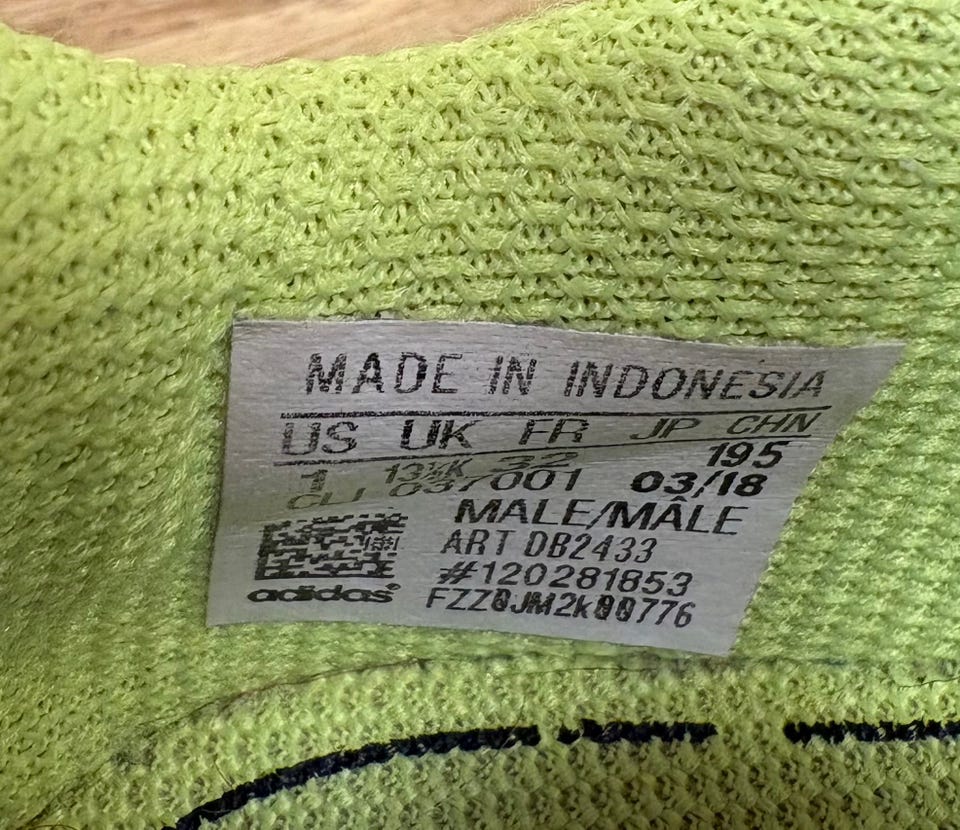 MADE IN INDONESIA
US UK FR JP CHN
1 13½K 32 195
CLI 037001 03/18
MALE/MÂLE
ART DB2433
#120281853
adidas® FZZ0JM2k00776